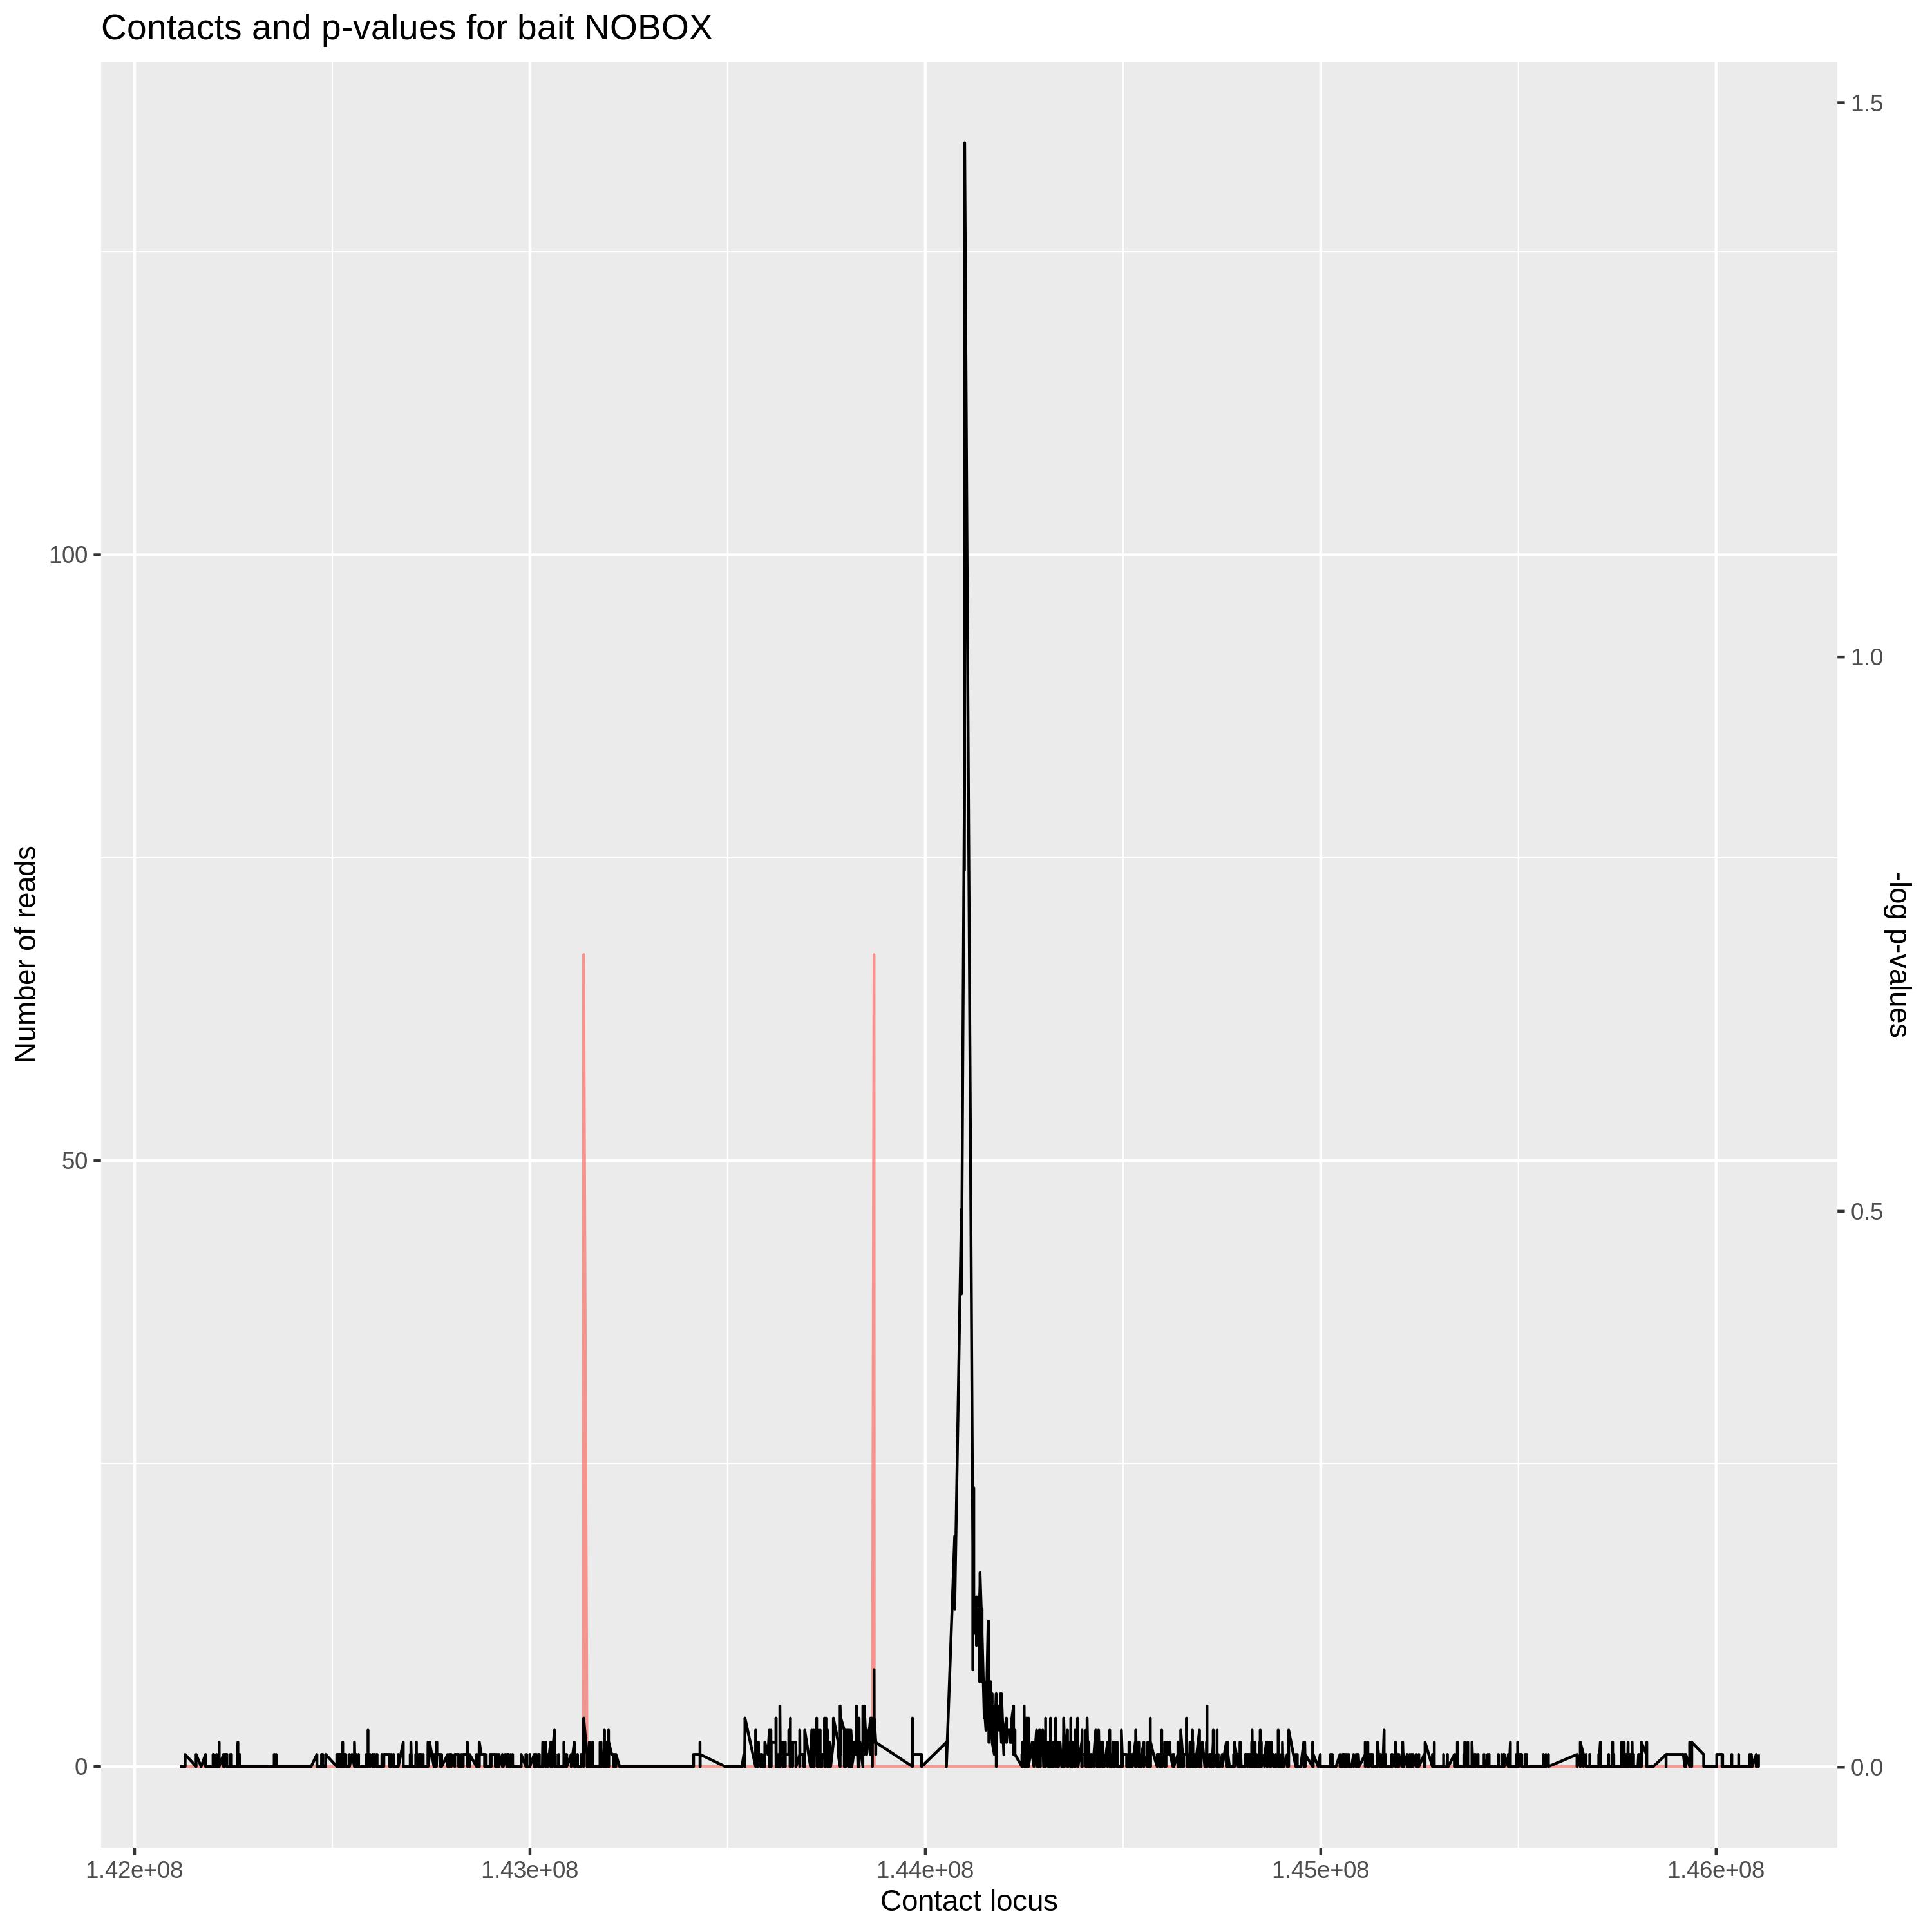 Contacts and p-values for bait NOBOX
Number of reads
100
50
0
1.5
1.0
0.5
0.0
-log p-values
1.42e+08
1.43e+08
1.44e+08
1.45e+08
1.46e+08
Contact locus